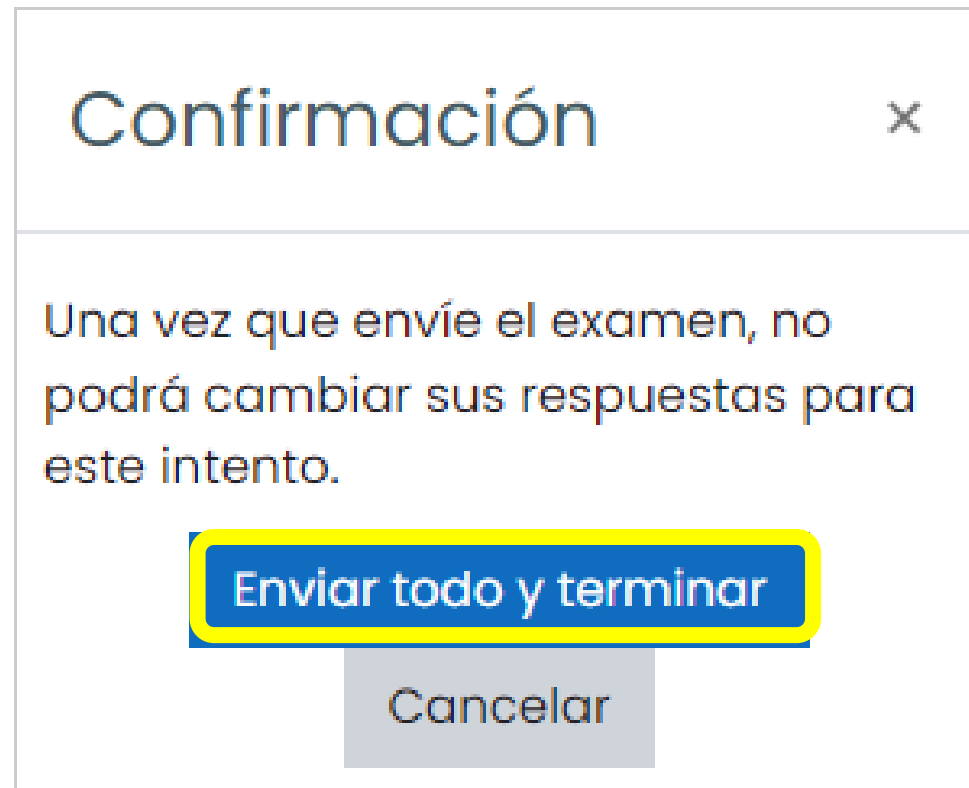 Confirmación ×
Una vez que envíe el examen, no
podrá cambiar sus respuestas para
este intento.
Enviar todo y terminar
Cancelar